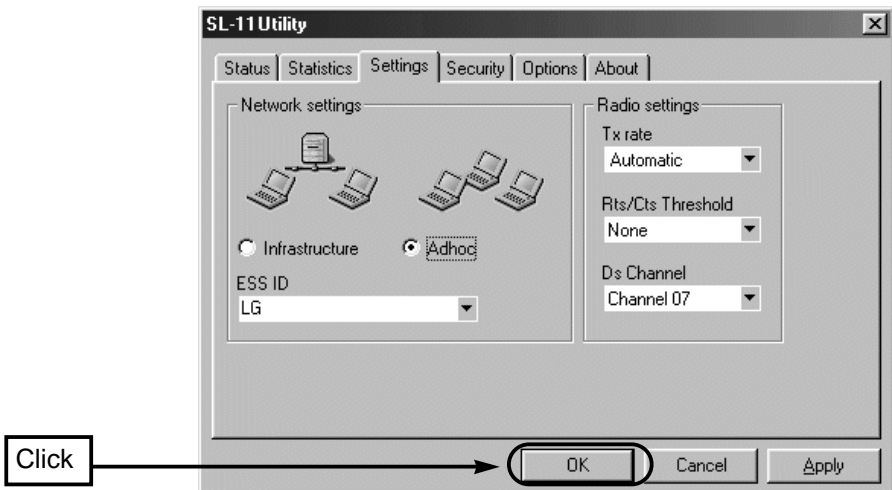 SL-11 Utility
Status Statistics Settings Security Options About
Network settings
Infrastructure Adhoc
ESS ID
LG
Radio settings
Tx rate
Automatic
Rts/Cts Threshold
None
Ds Channel
Channel 07
Click
OK Cancel Apply